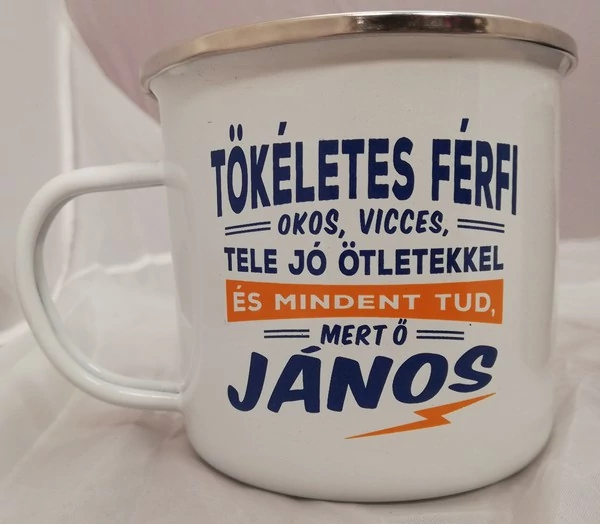 TÖKÉLETES FÉRFI
OKOS, VICCES,
TELE JÓ ÖTLETEKKEL
ÉS MINDENT TUD,
MERT Ő
JÁNOS